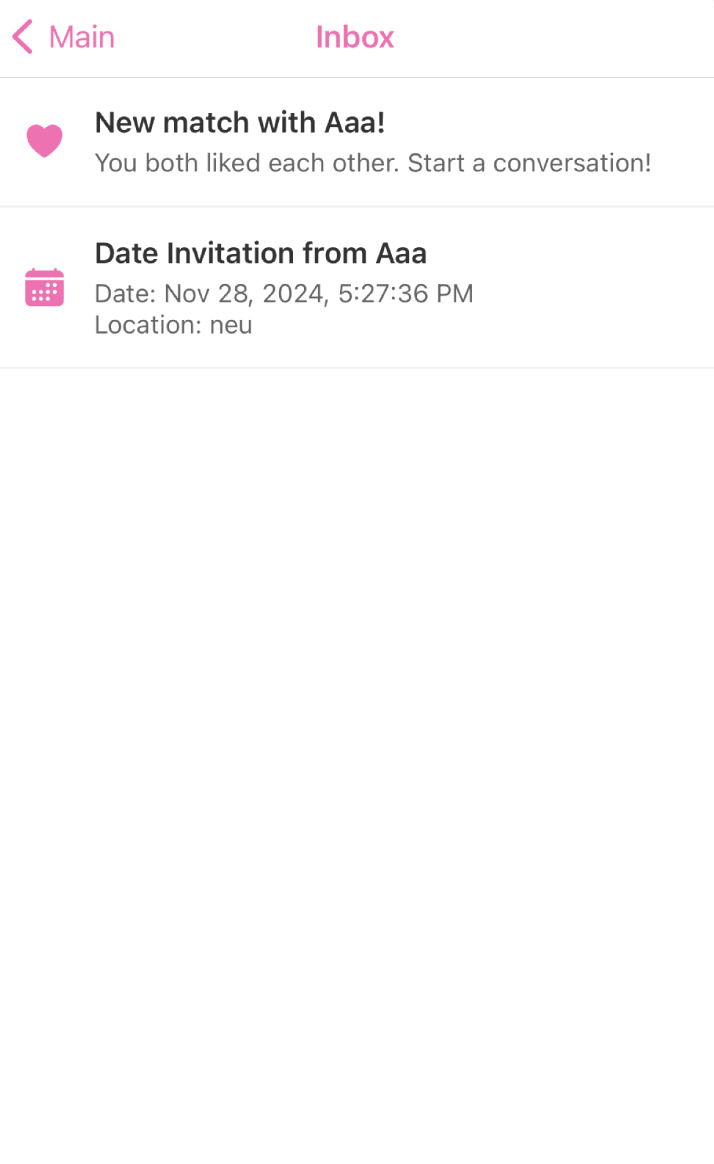 Main
Inbox
New match with Aaa!
You both liked each other. Start a conversation!
Date Invitation from Aaa
Date: Nov 28, 2024, 5:27:36 PM
Location: neu